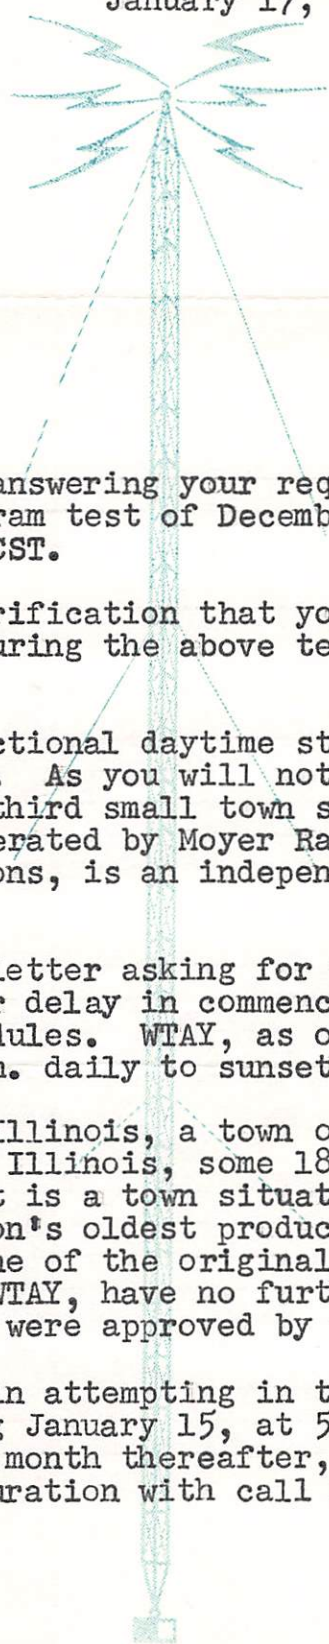 January 17,
answering your req
ram test of Decemb
CST.
rification that yo
uring the above te
ctional daytime st
. As you will not
third small town s
erated by Moyer Ra
ons, is an indepen
letter asking for
r delay in commenc
dules. WTAY, as o
m. daily to sunset
Illinois, a town o
Illinois, some 18
t is a town situat
on's oldest produc
ne of the original
WTAY, have no furt
were approved by
in attempting in t
g January 15, at 5
month thereafter,
uration with call